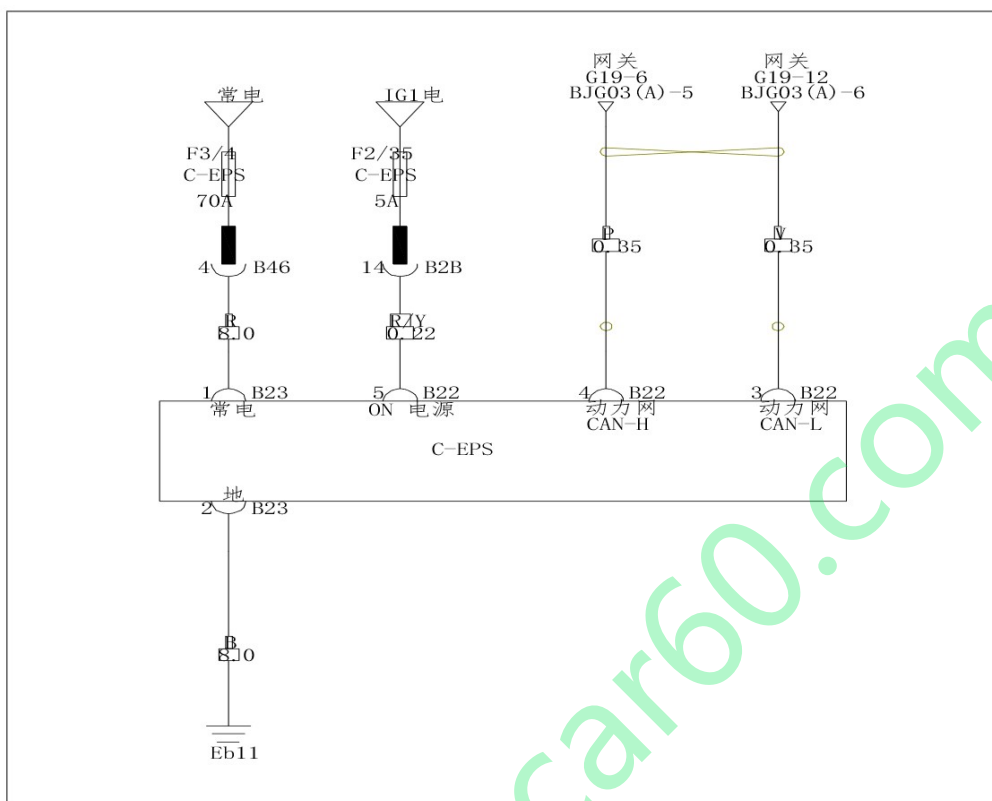 常电
IG1电
网关
G19-6
BJG03(A)-5
网关
G19-12
BJG03(A)-6
F3/4
C-EPS
70A
F2/35
C-EPS
5A
P
0.35
V
0.35
4
B46
14
B2B
R
8.0
R/Y
0.22
1
B23
5
B22
4
B22
3
B22
常电
ON 电源
动力网
CAN-H
动力网
CAN-L
C-EPS
地
2
B23
B
8.0
Eb11
car60.com